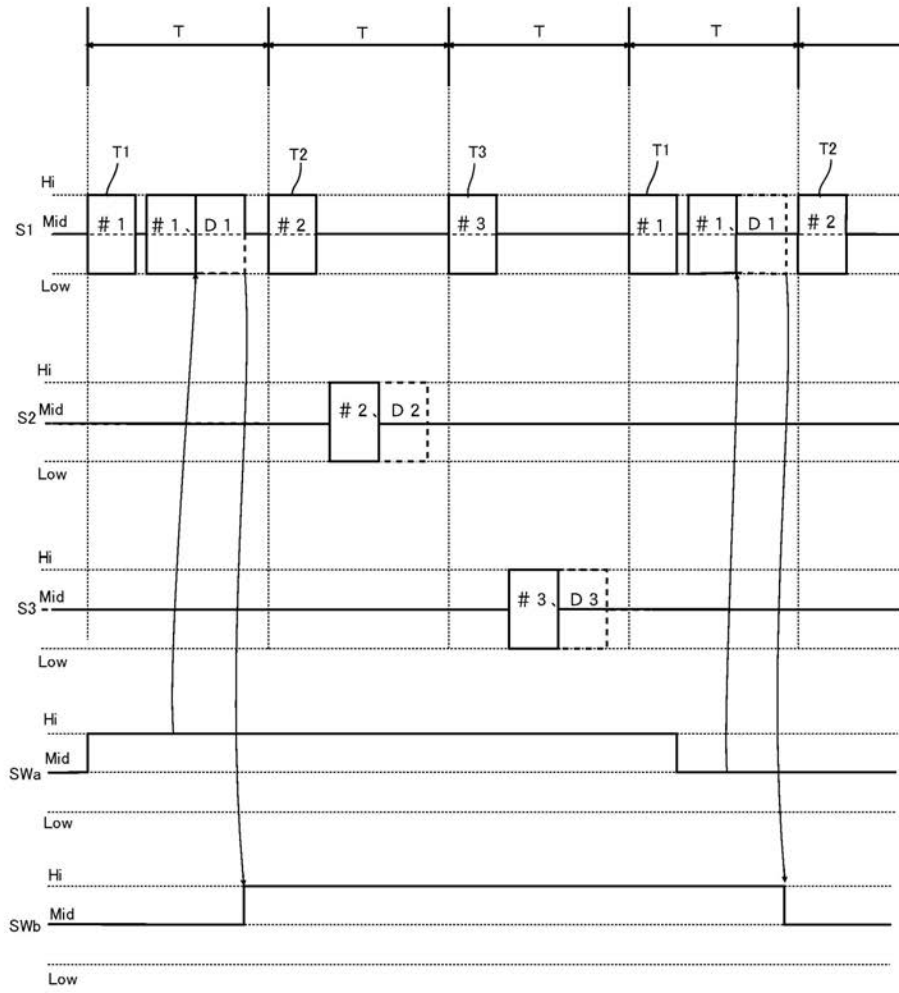 T T T T
T1 T2 T3 T1 T2
Hi
S1 Mid #1 #1、D1 #2 #3 #1 #1、D1 #2
Low
Hi
S2 Mid #2、D2
Low
Hi
S3 Mid #3、D3
Low
Hi
Mid
SWa
Low
Hi
Mid
SWb
Low